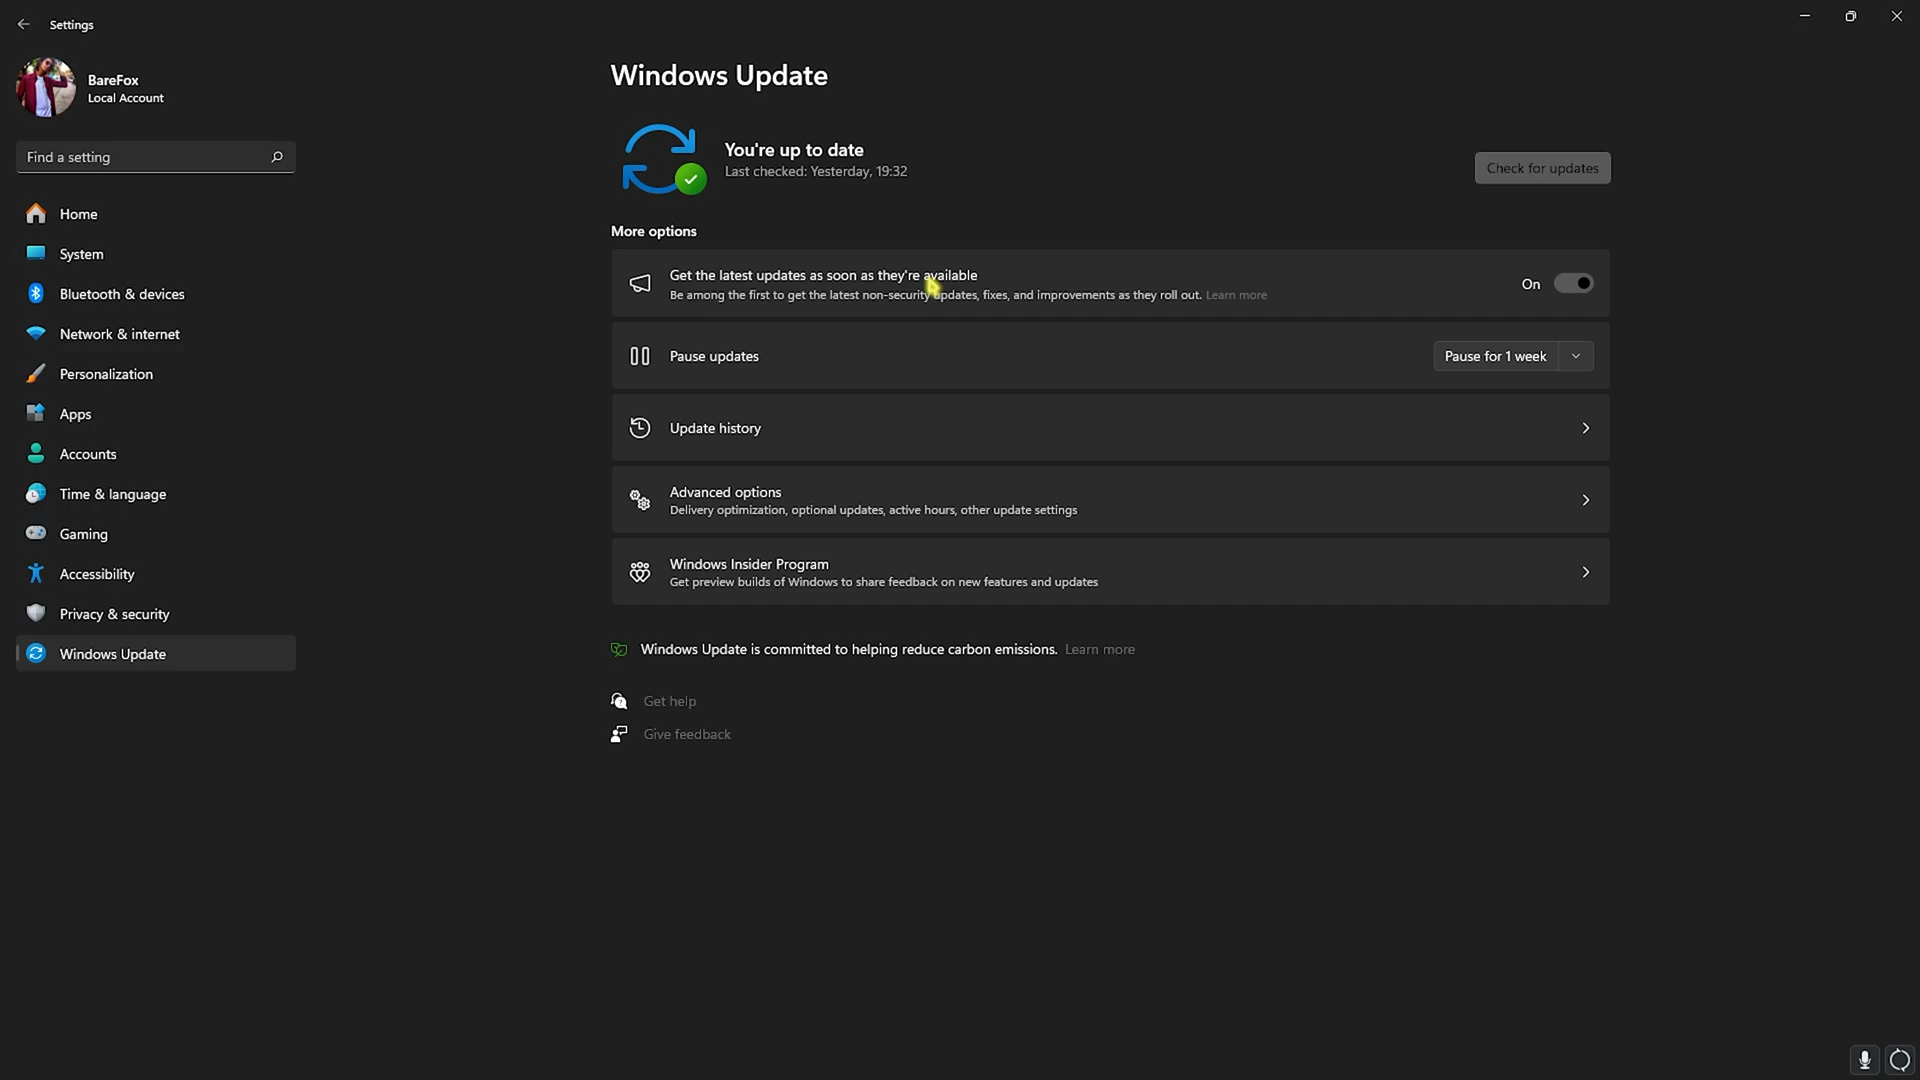 Settings
BareFox
Local Account
Find a setting
Home
System
Bluetooth & devices
Network & internet
Personalization
Apps
Accounts
Time & language
Gaming
Accessibility
Privacy & security
Windows Update
Windows Update
You're up to date
Last checked: Yesterday, 19:32
Check for updates
More options
Get the latest updates as soon as they're available
Be among the first to get the latest non-security updates, fixes, and improvements as they roll out. Learn more
On
Pause updates
Pause for 1 week
Update history
Advanced options
Delivery optimization, optional updates, active hours, other update settings
Windows Insider Program
Get preview builds of Windows to share feedback on new features and updates
Windows Update is committed to helping reduce carbon emissions. Learn more
Get help
Give feedback